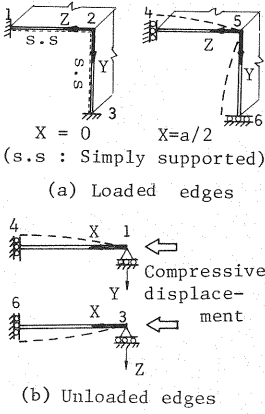 1 Z 2
s.s
s.s
Y
3
X = 0
4
5
Z
Y
6
X=a/2
(s.s : Simply supported)
(a) Loaded edges
4
X
1
Y
Compressive
displace-
ment
6
X
3
Z
(b) Unloaded edges